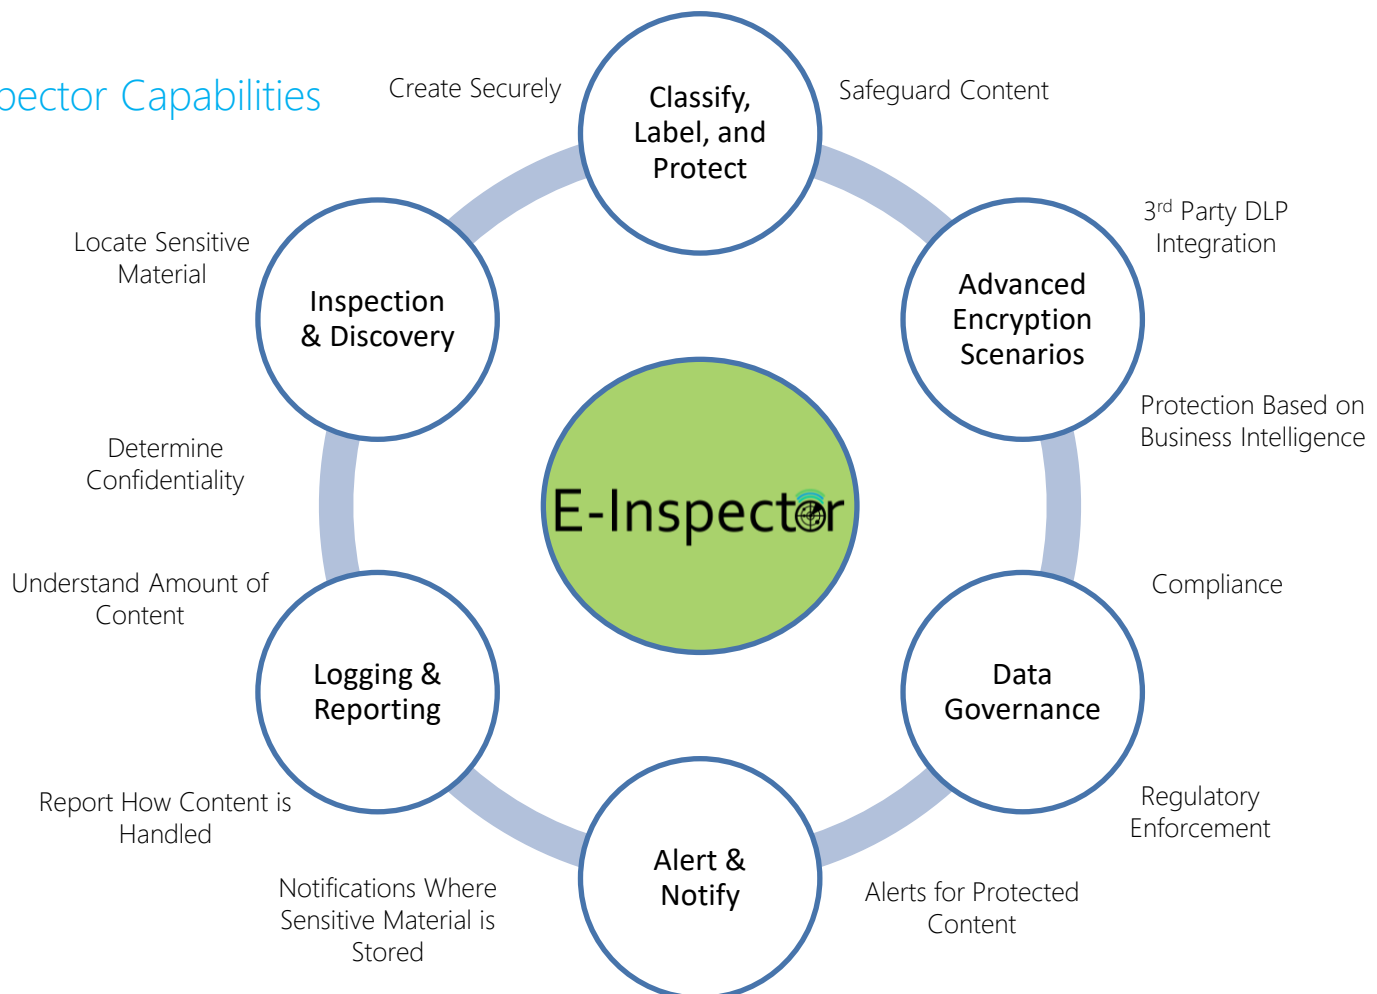 pector Capabilities
Create Securely
Classify,
Label, and
Protect
Safeguard Content
3rd Party DLP
Integration
Locate Sensitive
Material
Inspection
& Discovery
Advanced
Encryption
Scenarios
Protection Based on
Business Intelligence
Determine
Confidentiality
E-Inspector
Understand Amount of
Content
Compliance
Logging &
Reporting
Data
Governance
Report How Content is
Handled
Regulatory
Enforcement
Notifications Where
Sensitive Material is
Stored
Alert &
Notify
Alerts for Protected
Content